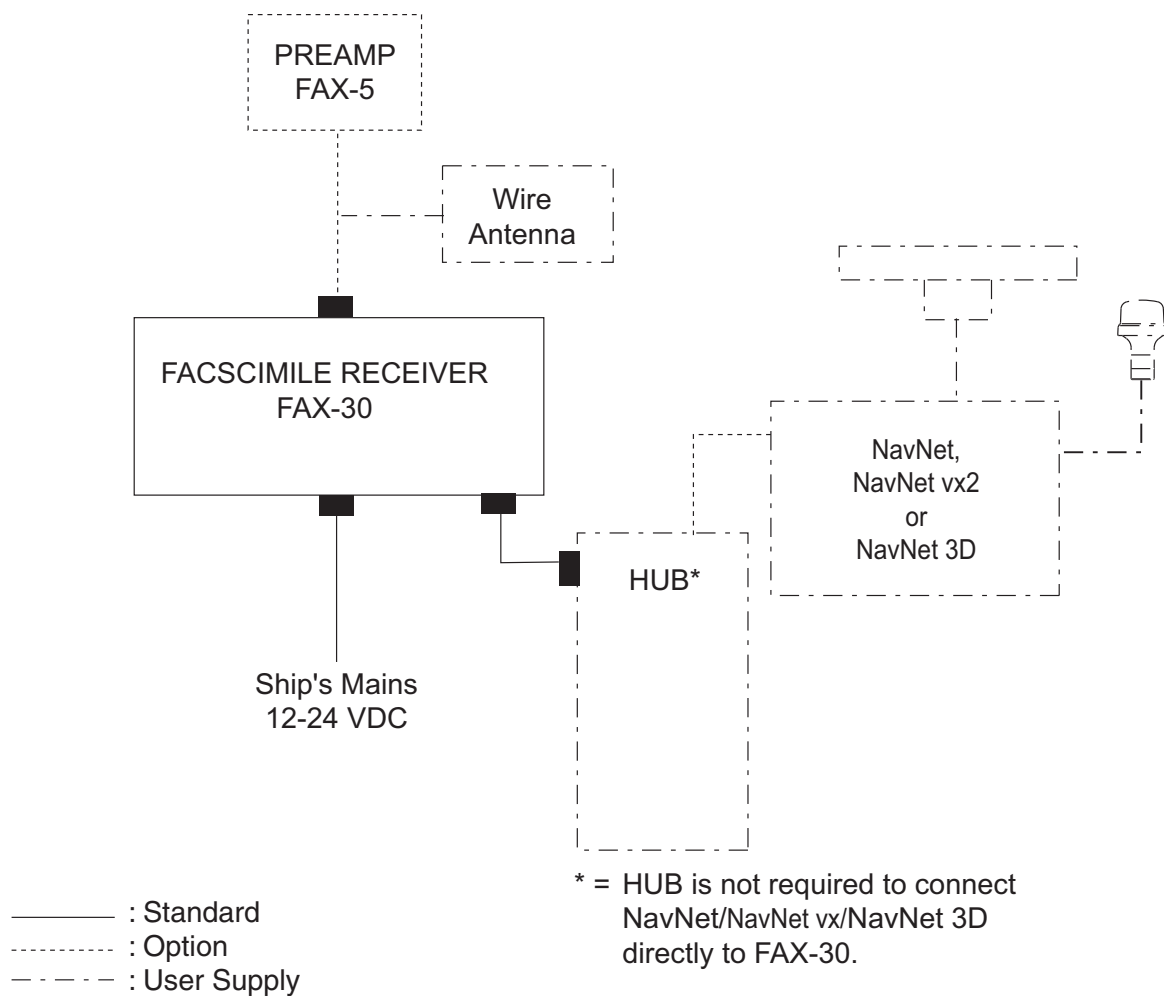 PREAMP
FAX-5
Wire
Antenna
FACSCIMILE RECEIVER
FAX-30
NavNet,
NavNet vx2
or
NavNet 3D
HUB*
Ship's Mains
12-24 VDC
* = HUB is not required to connect
NavNet/NavNet vx/NavNet 3D
directly to FAX-30.
: Standard
: Option
: User Supply